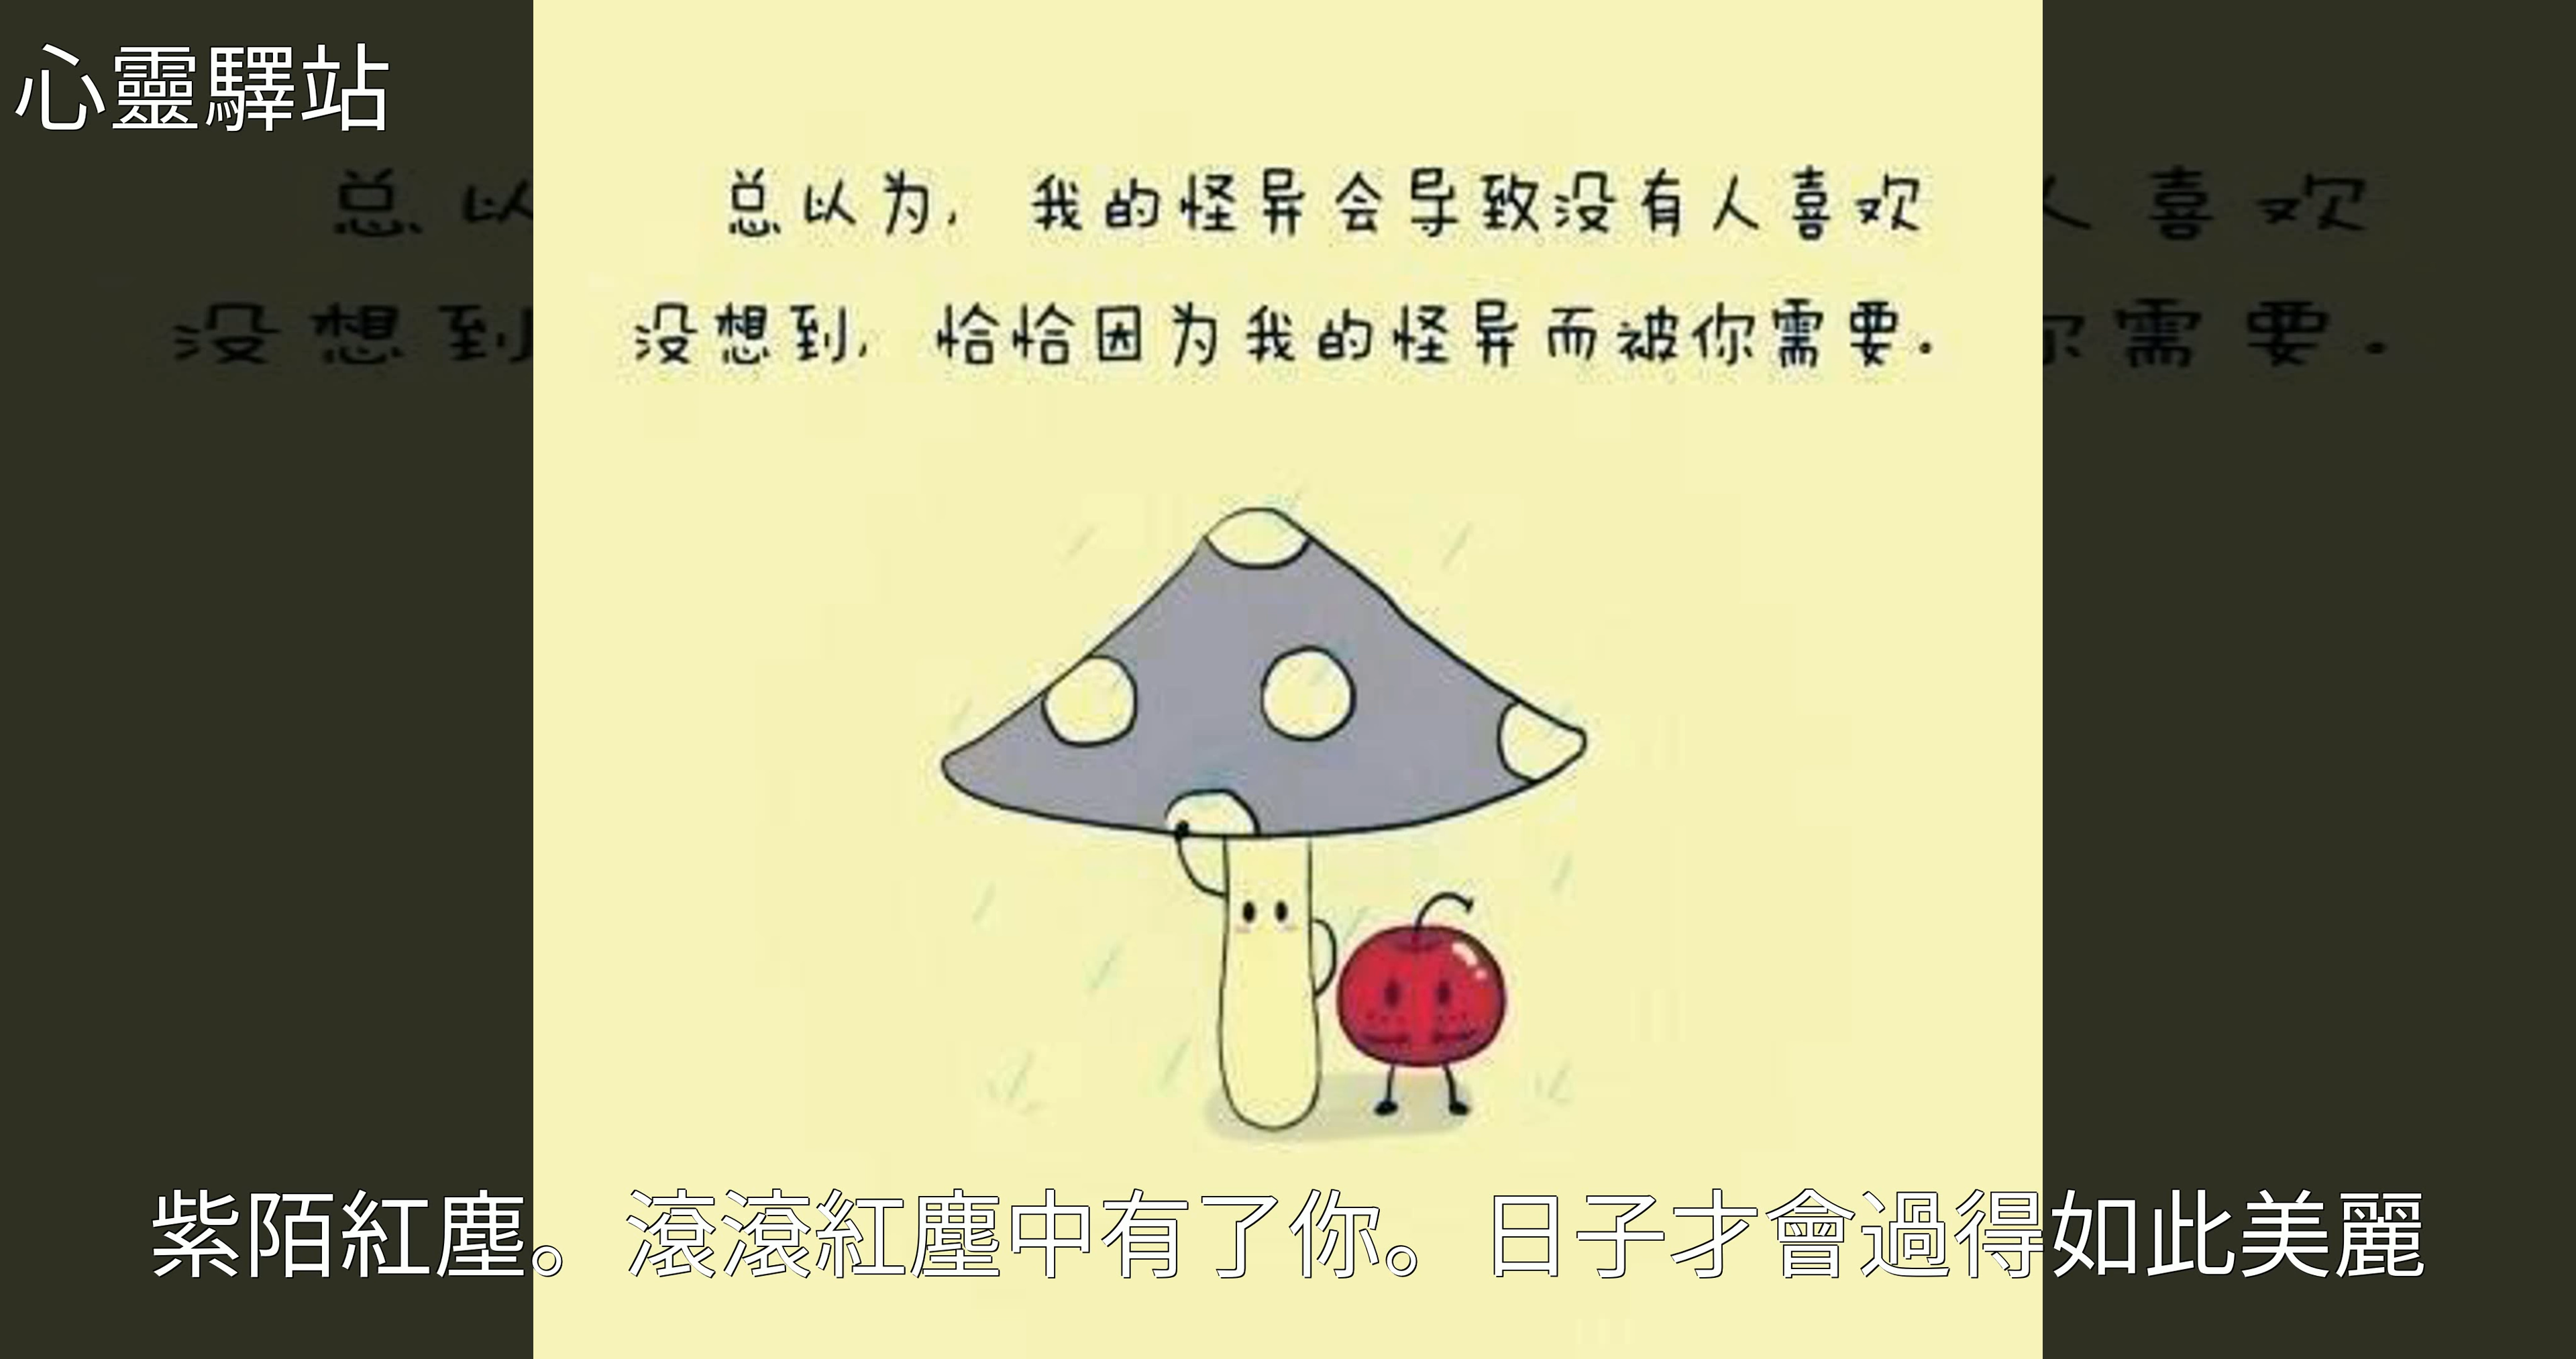 心靈驛站
总以为，我的怪异会导致没有人喜欢
没想到，恰恰因为我的怪异而被你需要。
紫陌紅塵。滾滾紅塵中有了你。日子才會過得如此美麗